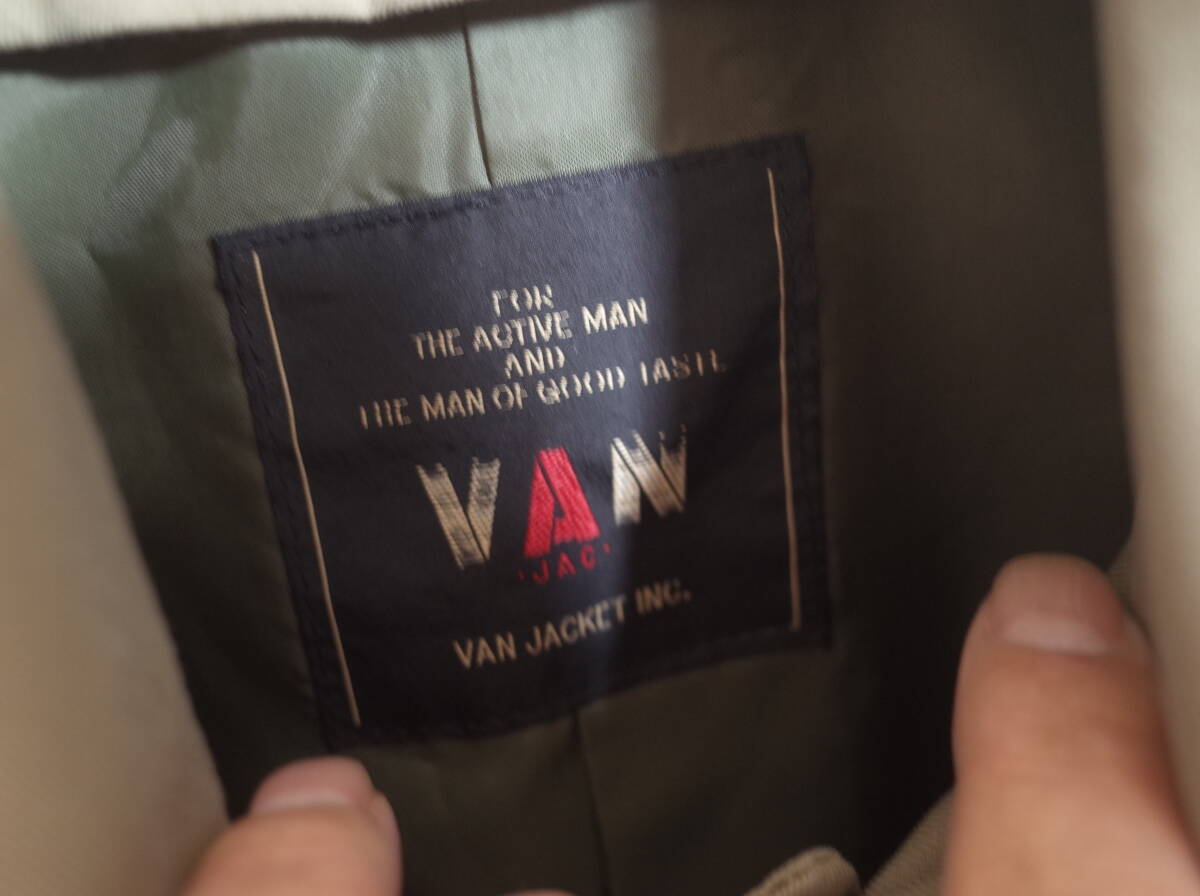 FOR
THE ACTIVE MAN
AND
THE MAN OF GOOD TASTE
VAN
"JAC"
VAN JACKET INC.